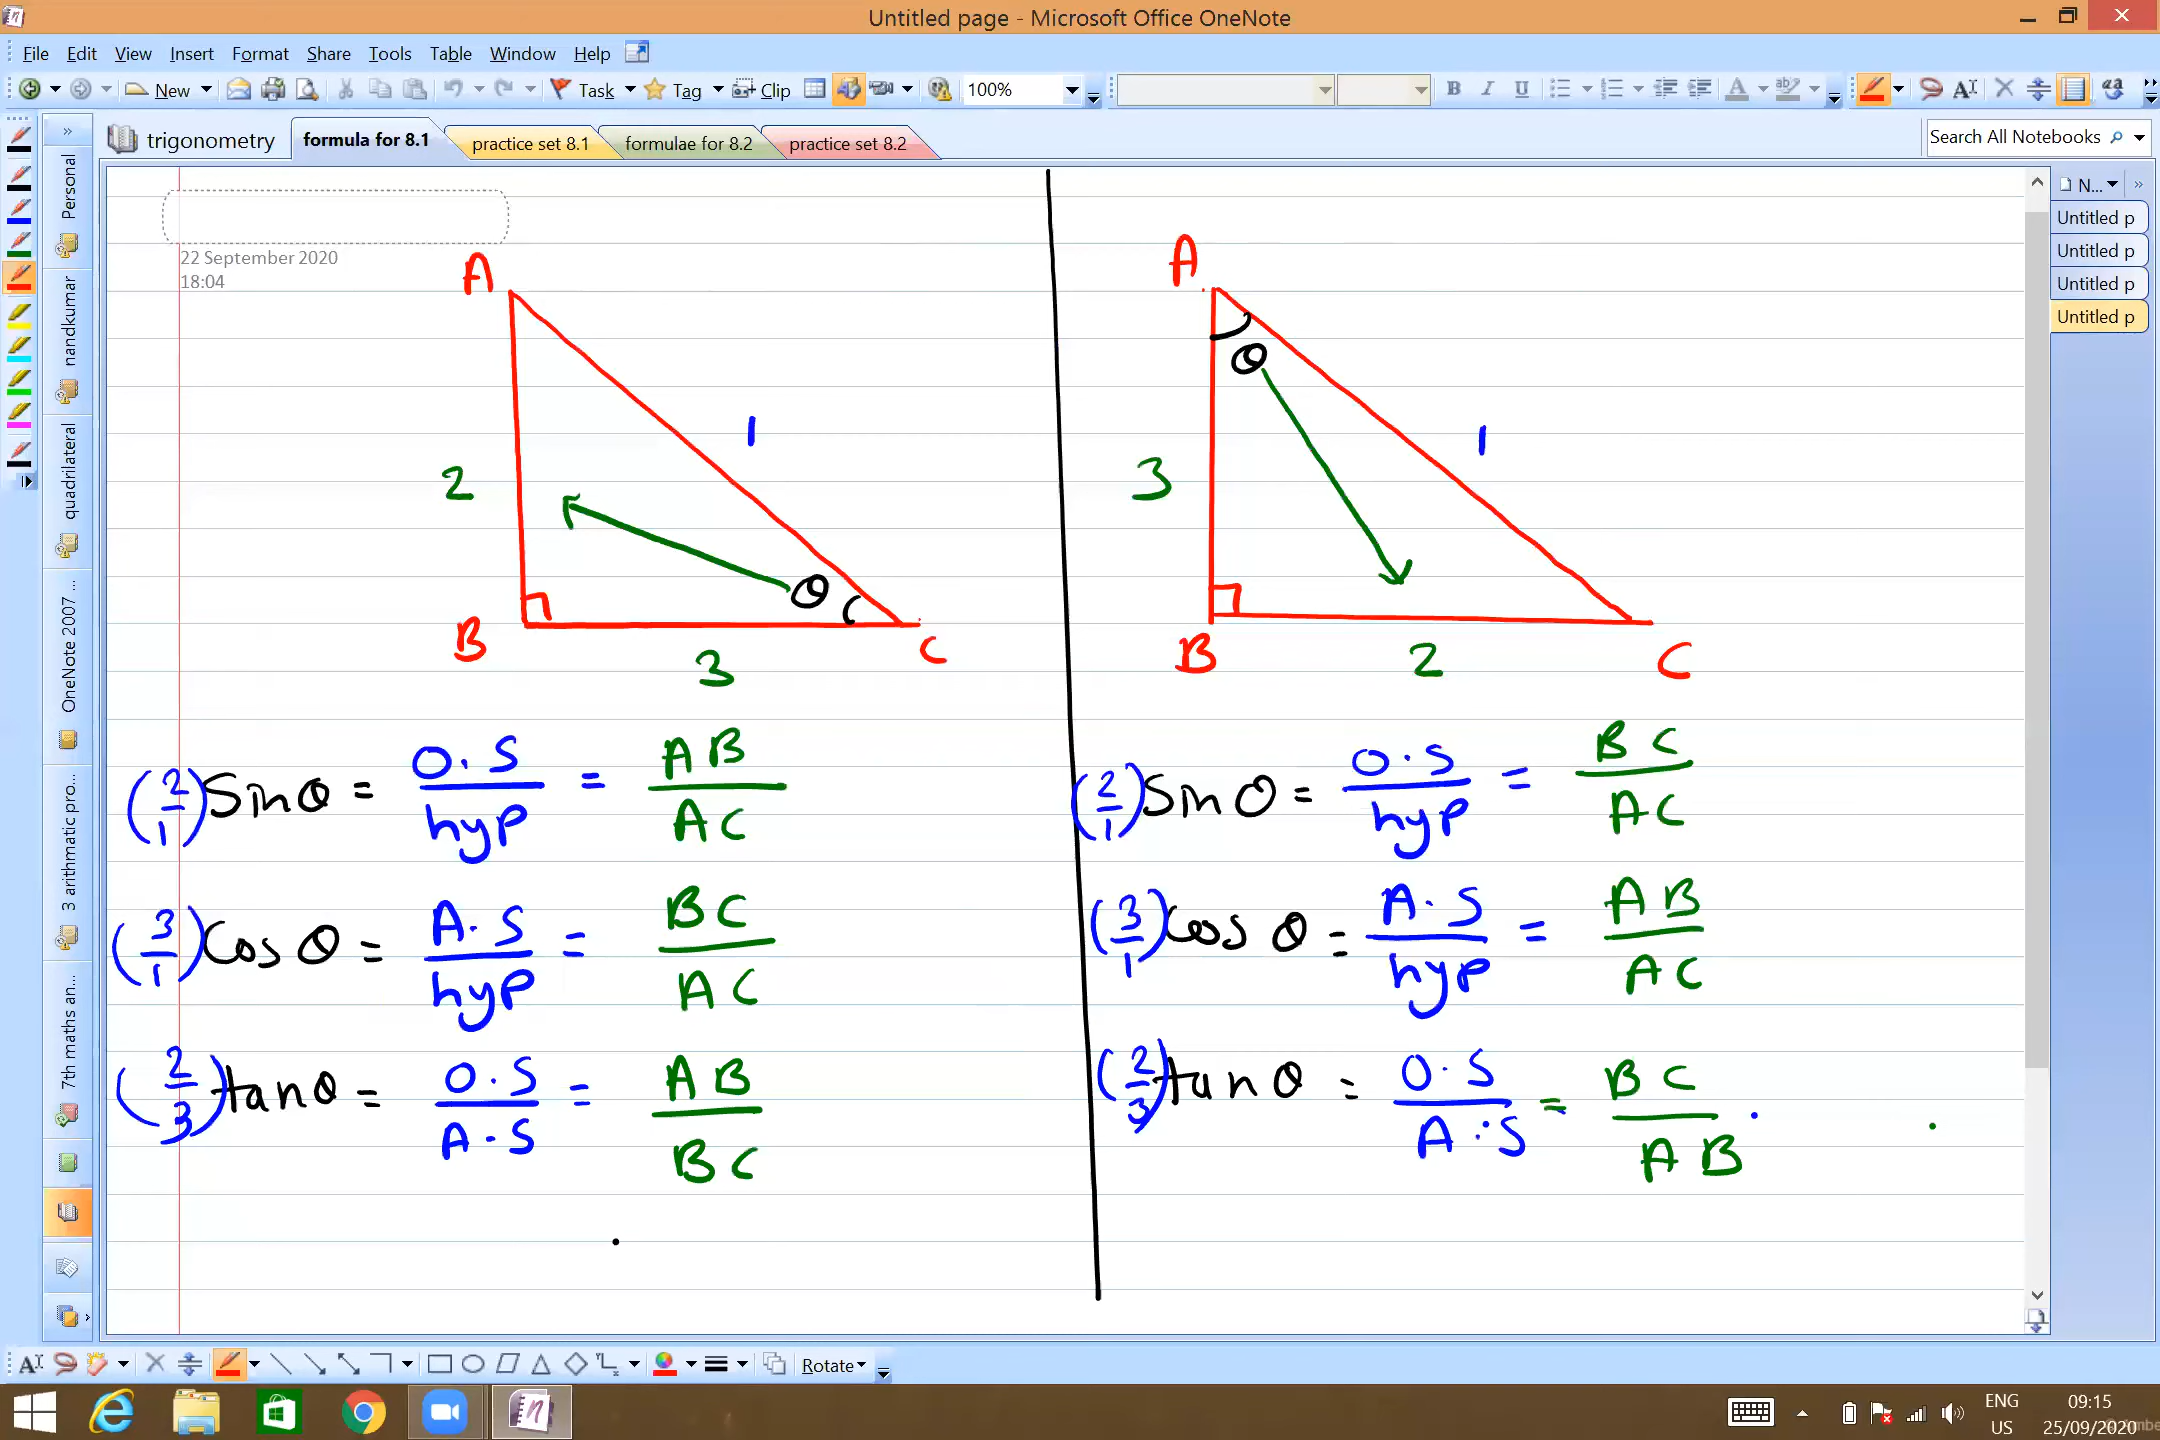 Untitled page - Microsoft Office OneNote
File Edit View Insert Format Share Tools Table Window Help
New Task Tag Clip 100% B I U
trigonometry formula for 8.1 practice set 8.1 formulae for 8.2 practice set 8.2 Search All Notebooks
N...
Untitled p
Untitled p
Untitled p
Untitled p
Personal
nandkumar
quadrilateral
OneNote 2007 ...
3 arithmatic pro...
7th maths an...
22 September 2020
18:04
A
1
2
θ
B
3
C
(2/1) Sinθ = O.S/hyp = AB/AC
(3/1) Cos θ = A.S/hyp = BC/AC
(2/3) tanθ = O.S/A.S = AB/BC
A
θ
1
3
B
2
C
(2/1) Sin θ = O.S/hyp = BC/AC
(3/1) Cos θ = A.S/hyp = AB/AC
(2/3) tan θ = O.S/A.S = BC/AB
Rotate
ENG
US
09:15
25/09/2020